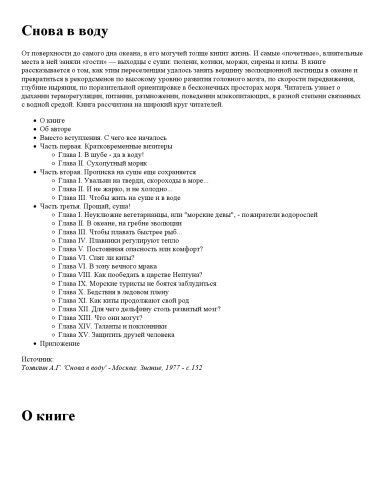 Снова в воду
От поверхности до самого дна океана, в его могучей толще кипит жизнь. И самые «почетные», влиятельные
места в ней заняли «гости» — выходцы с суши: тюлени, котики, моржи, сирены и киты. В книге
рассказывается о том, как этим переселенцам удалось занять вершину эволюционной лестницы в океане и
превратиться в рекордсменов по высокому уровню развития головного мозга, по скорости передвижения,
глубине ныряния, по поразительной ориентировке в бесконечных просторах моря. Читатель узнает о
дыхании терморегуляции, питании, размножении, поведении млекопитающих, в разной степени связанных
с водной средой. Книга рассчитана на широкий круг читателей.
О книге
Об авторе
Вместо вступления. С чего все началось
Часть первая. Кратковременные визитеры
Глава I. В шубе - да в воду!
Глава II. Сухопутный морик
Часть вторая. Прописка на суше еще сохраняется
Глава I. Увальни на тверди, скороходы в море...
Глава II. И не жарко, и не холодно...
Глава III. Чтобы жить на суше и в воде
Часть третья. Прощай, суша!
Глава I. Неуклюжие вегетарианцы, или "морские девы", - пожиратели водорослей
Глава II. В океане, на гребне эволюции
Глава III. Чтобы плавать быстрее рыб...
Глава IV. Плавники регулируют тепло
Глава V. Постоянная опасность или комфорт?
Глава VI. Спят ли киты?
Глава VII. В зону вечного мрака
Глава VIII. Как пообедать в царстве Нептуна?
Глава IX. Морские туристы не боятся заблудиться
Глава X. Бедствия в ледовом плену
Глава XI. Как киты продолжают свой род
Глава XII. Для чего дельфину столь развитый мозг?
Глава XIII. Что они могут?
Глава XIV. Таланты и поклонники
Глава XV. Защитить друзей человека
Приложение
Источник:
Томилин А.Г. 'Снова в воду' - Москва: Знание, 1977 - с.152
О книге